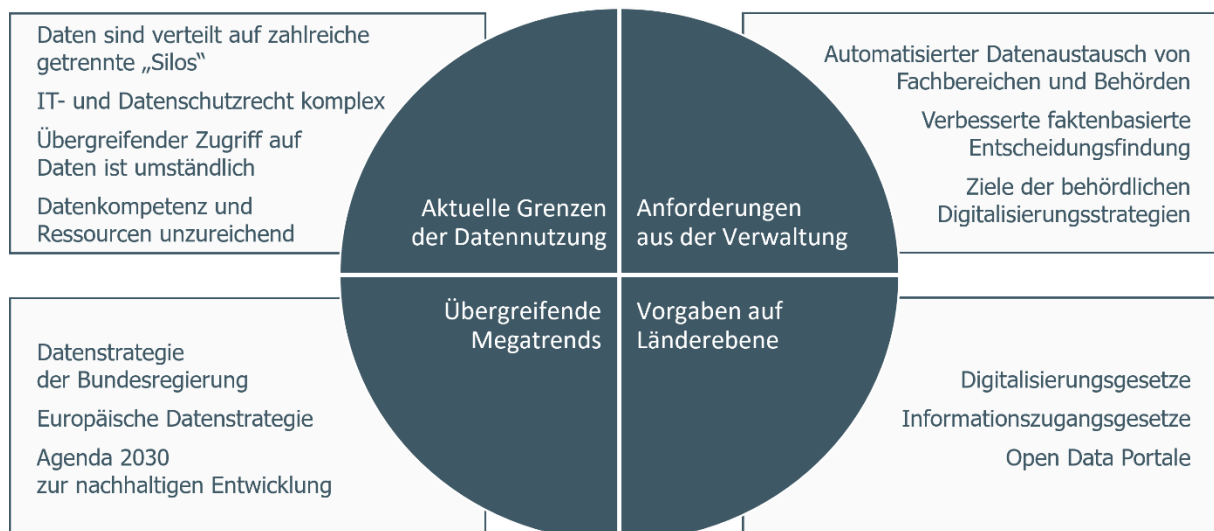 Daten sind verteilt auf zahlreiche
getrennte „Silos“
IT- und Datenschutzrecht komplex
Übergreifender Zugriff auf
Daten ist umständlich
Datenkompetenz und
Ressourcen unzureichend
Aktuelle Grenzen
der Datennutzung
Automatisierter Datenaustausch von
Fachbereichen und Behörden
Verbesserte faktenbasierte
Entscheidungsfindung
Ziele der behördlichen
Digitalisierungsstrategien
Anforderungen
aus der Verwaltung
Übergreifende
Megatrends
Datenstrategie
der Bundesregierung
Europäische Datenstrategie
Agenda 2030
zur nachhaltigen Entwicklung
Vorgaben auf
Länderebene
Digitalisierungsgesetze
Informationszugangsgesetze
Open Data Portale